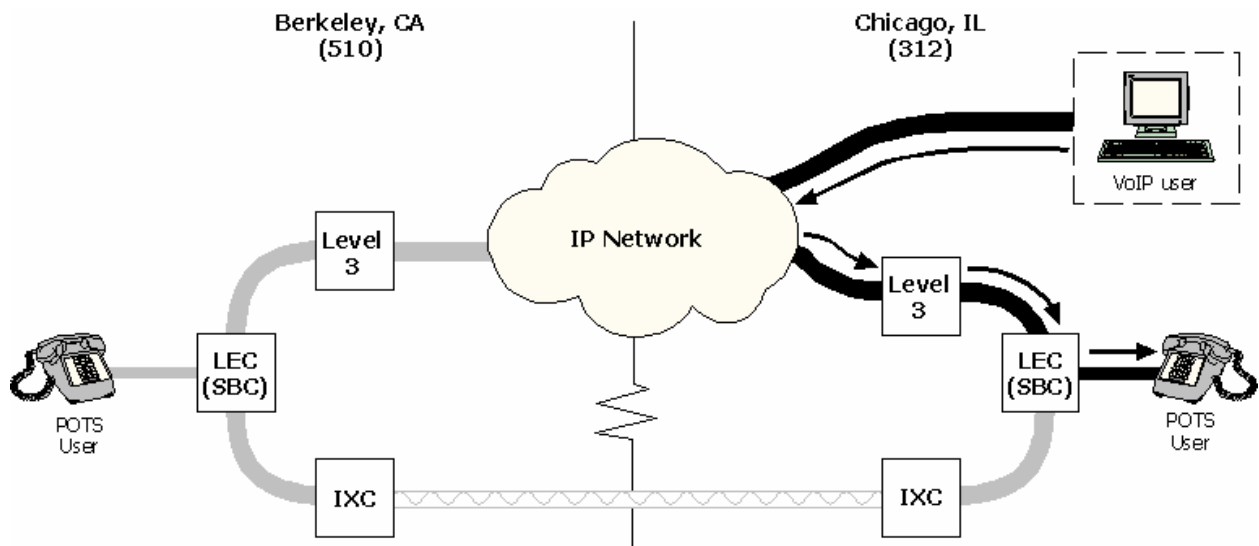 Berkeley, CA
(510)
Chicago, IL
(312)
VoIP user
IP Network
Level
3
Level
3
LEC
(SBC)
POTS
User
LEC
(SBC)
POTS
User
IXC
IXC